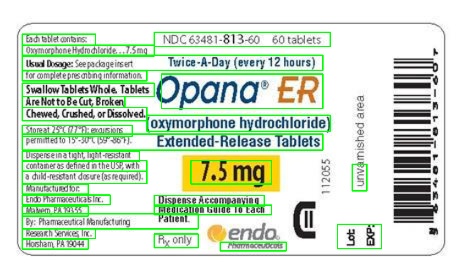 Each tablet contains:
Oxymorphone Hydrochloride. . .7.5 mg
Usual Dosage: See package insert
for complete prescribing information.
Swallow Tablets Whole. Tablets
Are Not to Be Cut, Broken,
Chewed, Crushed, or Dissolved.
Store at 25°C (77°F); excursions
permitted to 15°-30°C (59°-86°F).
Dispense in a tight, light-resistant
container as defined in the USP, with
a child-resistant closure (as required).
Manufactured for:
Endo Pharmaceuticals Inc.
Malvern, PA 19355
By: Pharmaceutical Manufacturing
Research Services, Inc.
Horsham, PA 19044
NDC 63481-813-60 60 tablets
Twice-A-Day (every 12 hours)
Opana® ER
(oxymorphone hydrochloride)
Extended-Release Tablets
7.5 mg
Dispense Accompanying
Medication Guide To Each
Patient.
Rx only
endo
Pharmaceuticals
CII
112055
unvarnished area
Lot:
EXP: